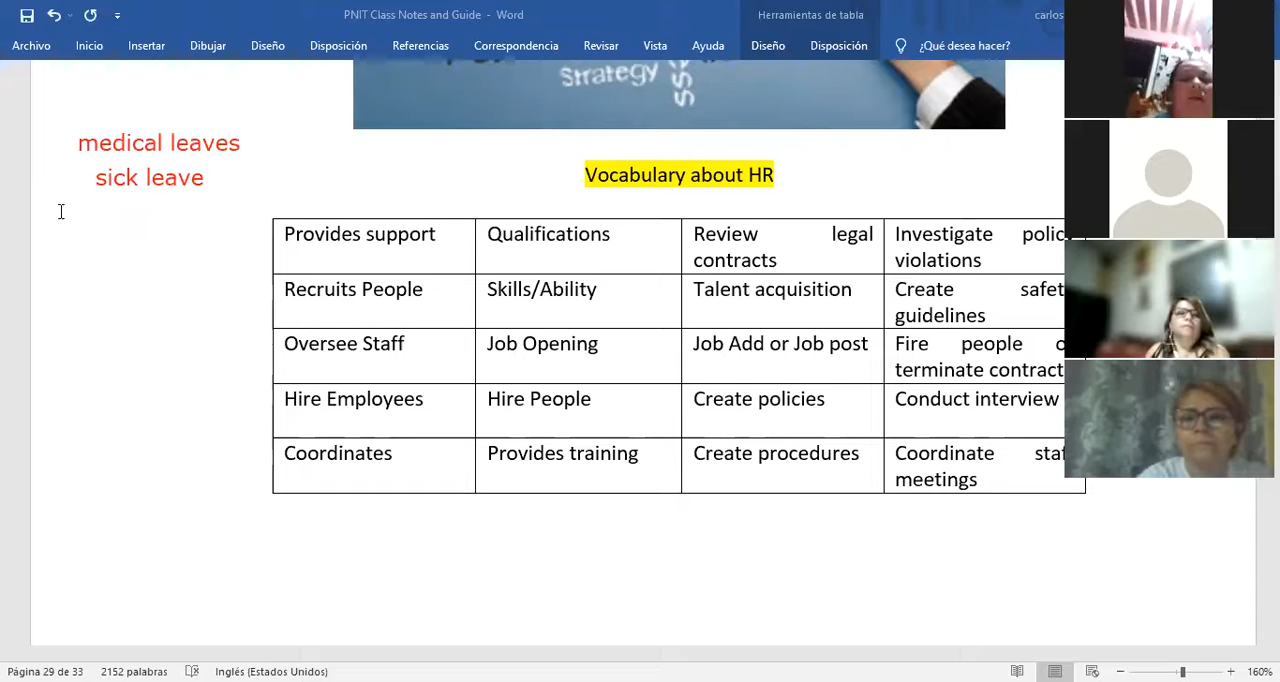 PNIT Class Notes and Guide - Word
Herramientas de tabla
carlos
Archivo Inicio Insertar Dibujar Diseño Disposición Referencias Correspondencia Revisar Vista Ayuda Diseño Disposición ¿Qué desea hacer?
Strategy
medical leaves
sick leave
Vocabulary about HR
Provides support
Qualifications
Review legal
contracts
Investigate policy
violations
Recruits People
Skills/Ability
Talent acquisition
Create safet
guidelines
Oversee Staff
Job Opening
Job Add or Job post
Fire people o
terminate contract
Hire Employees
Hire People
Create policies
Conduct interview
Coordinates
Provides training
Create procedures
Coordinate staf
meetings
Página 29 de 33 2152 palabras Inglés (Estados Unidos) 160%